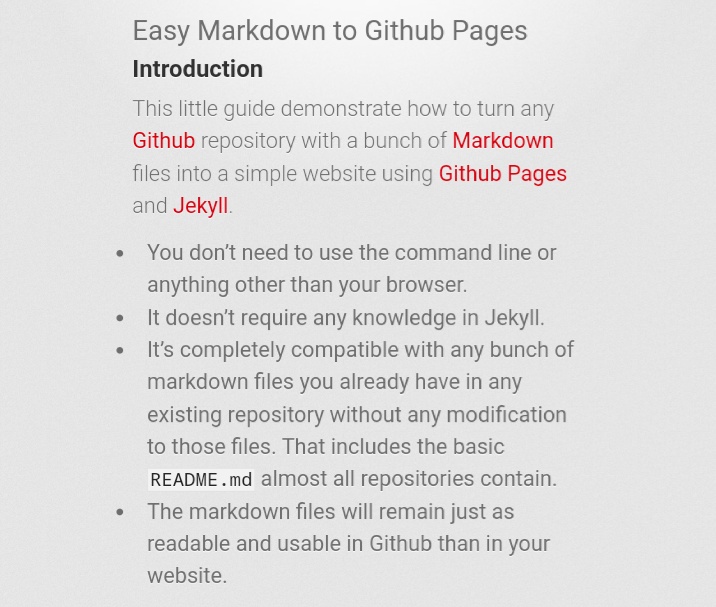 Easy Markdown to Github Pages
Introduction
This little guide demonstrate how to turn any
Github repository with a bunch of Markdown
files into a simple website using Github Pages
and Jekyll.
• You don’t need to use the command line or
anything other than your browser.
• It doesn’t require any knowledge in Jekyll.
• It’s completely compatible with any bunch of
markdown files you already have in any
existing repository without any modification
to those files. That includes the basic
README.md almost all repositories contain.
• The markdown files will remain just as
readable and usable in Github than in your
website.